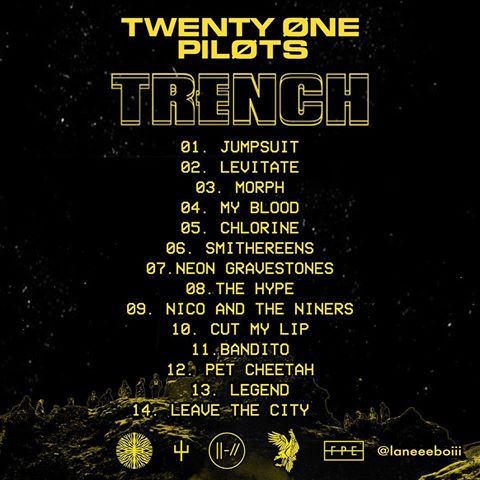 TWENTY ØNE
PILØTS
TRENCH
01. JUMPSUIT
02. LEVITATE
03. MORPH
04. MY BLOOD
05. CHLORINE
06. SMITHEREENS
07.NEON GRAVESTONES
08.THE HYPE
09. NICO AND THE NINERS
10. CUT MY LIP
11.BANDITO
12. PET CHEETAH
13. LEGEND
14. LEAVE THE CITY
||-// FPE @laneeeboiii